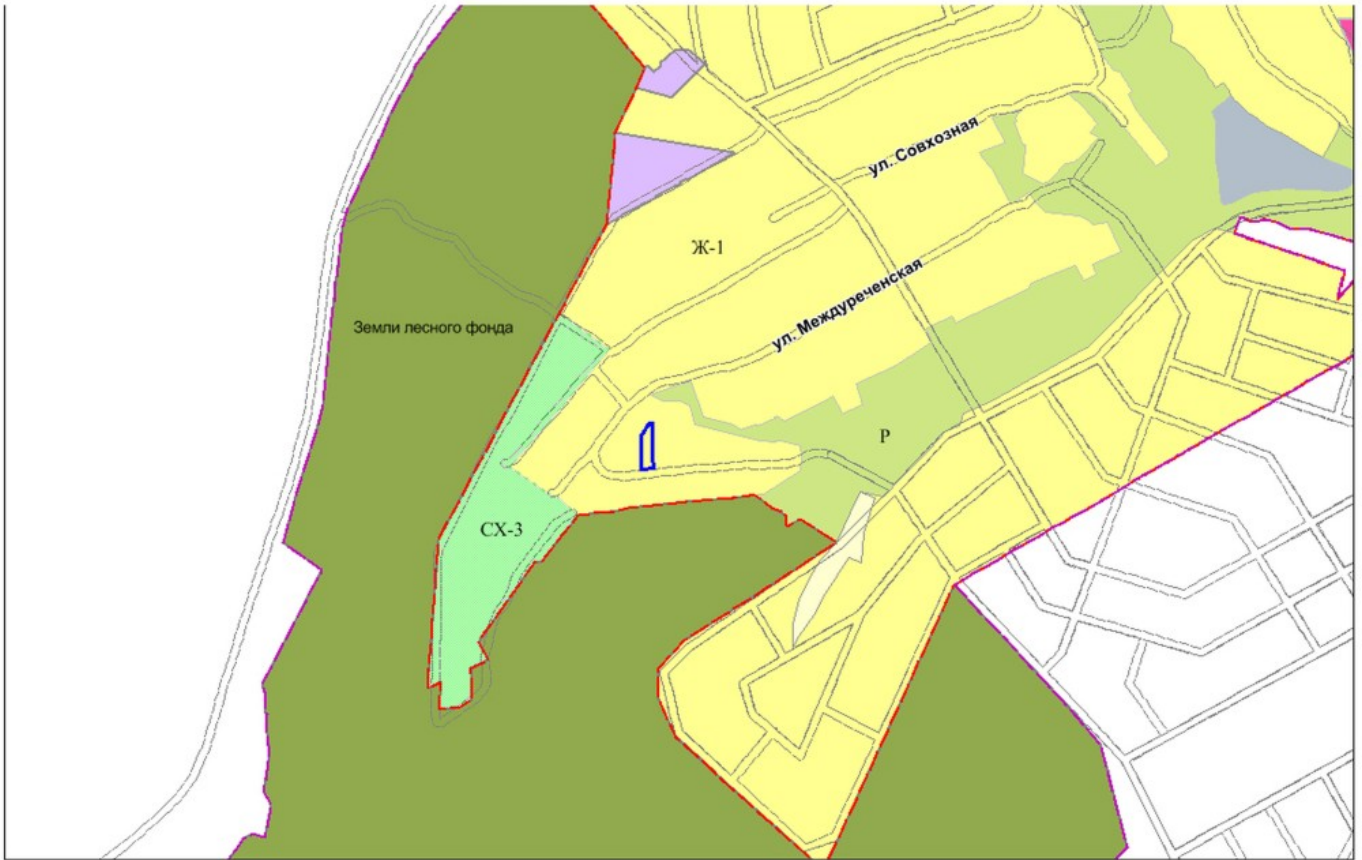 ул. Совхозная
Ж-1
ул. Междуреченская
Земли лесного фонда
Р
СХ-3